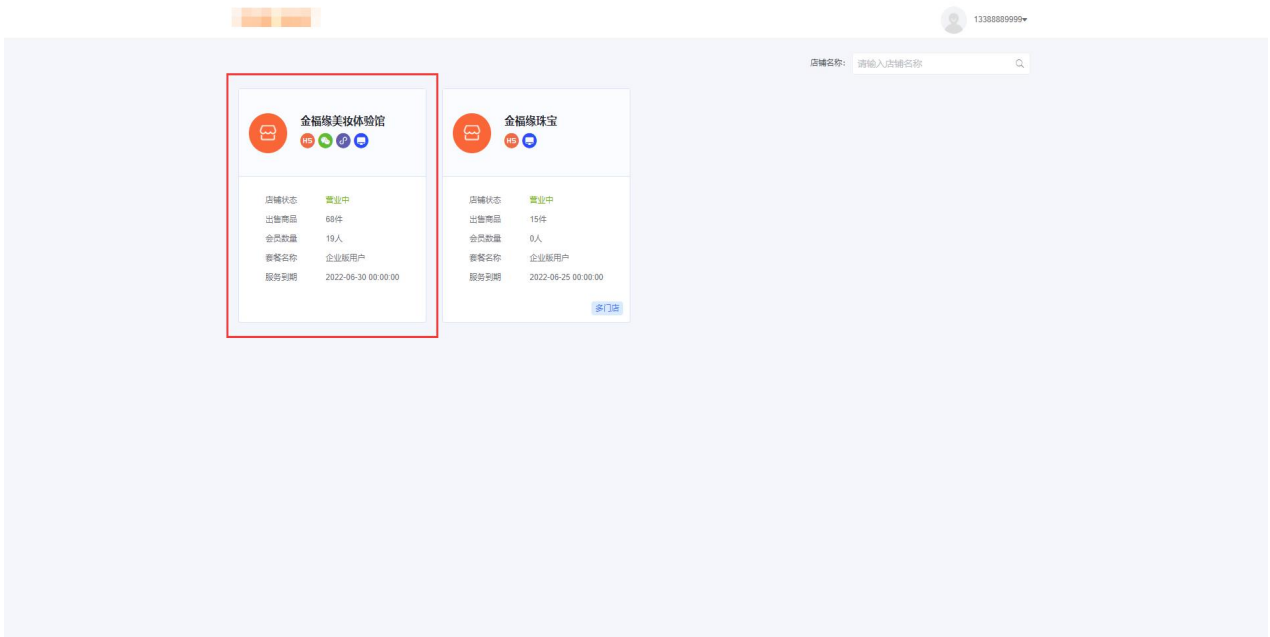 13388889999
店铺名称: 请输入店铺名称
金福缘美妆体验馆
H5
店铺状态 营业中
出售商品 68件
会员数量 19人
套餐名称 企业版用户
服务到期 2022-06-30 00:00:00
金福缘珠宝
H5
店铺状态 营业中
出售商品 15件
会员数量 0人
套餐名称 企业版用户
服务到期 2022-06-25 00:00:00
多门店